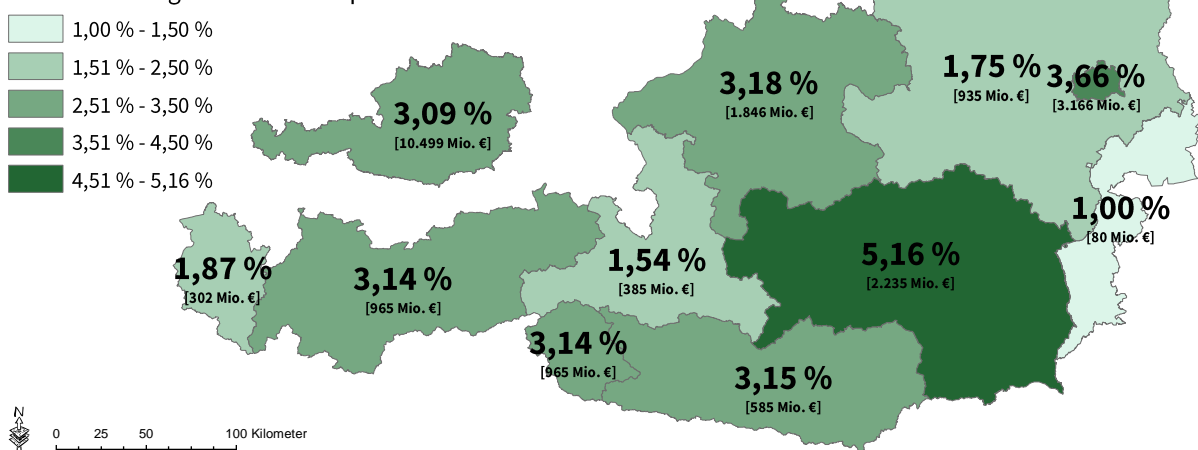 1,00 % - 1,50 %
1,51 % - 2,50 %
2,51 % - 3,50 %
3,51 % - 4,50 %
4,51 % - 5,16 %
3,09 %
[10.499 Mio. €]
3,18 %
[1.846 Mio. €]
1,75 %
[935 Mio. €]
3,66 %
[3.166 Mio. €]
1,00 %
[80 Mio. €]
1,87 %
[302 Mio. €]
3,14 %
[965 Mio. €]
1,54 %
[385 Mio. €]
5,16 %
[2.235 Mio. €]
3,14 %
[965 Mio. €]
3,15 %
[585 Mio. €]
N
0 25 50 100 Kilometer